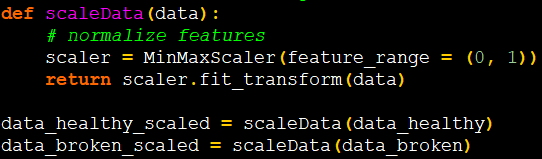 def scaleData(data):
    # normalize features
    scaler = MinMaxScaler(feature_range = (0, 1))
    return scaler.fit_transform(data)

data_healthy_scaled = scaleData(data_healthy)
data_broken_scaled = scaleData(data_broken)